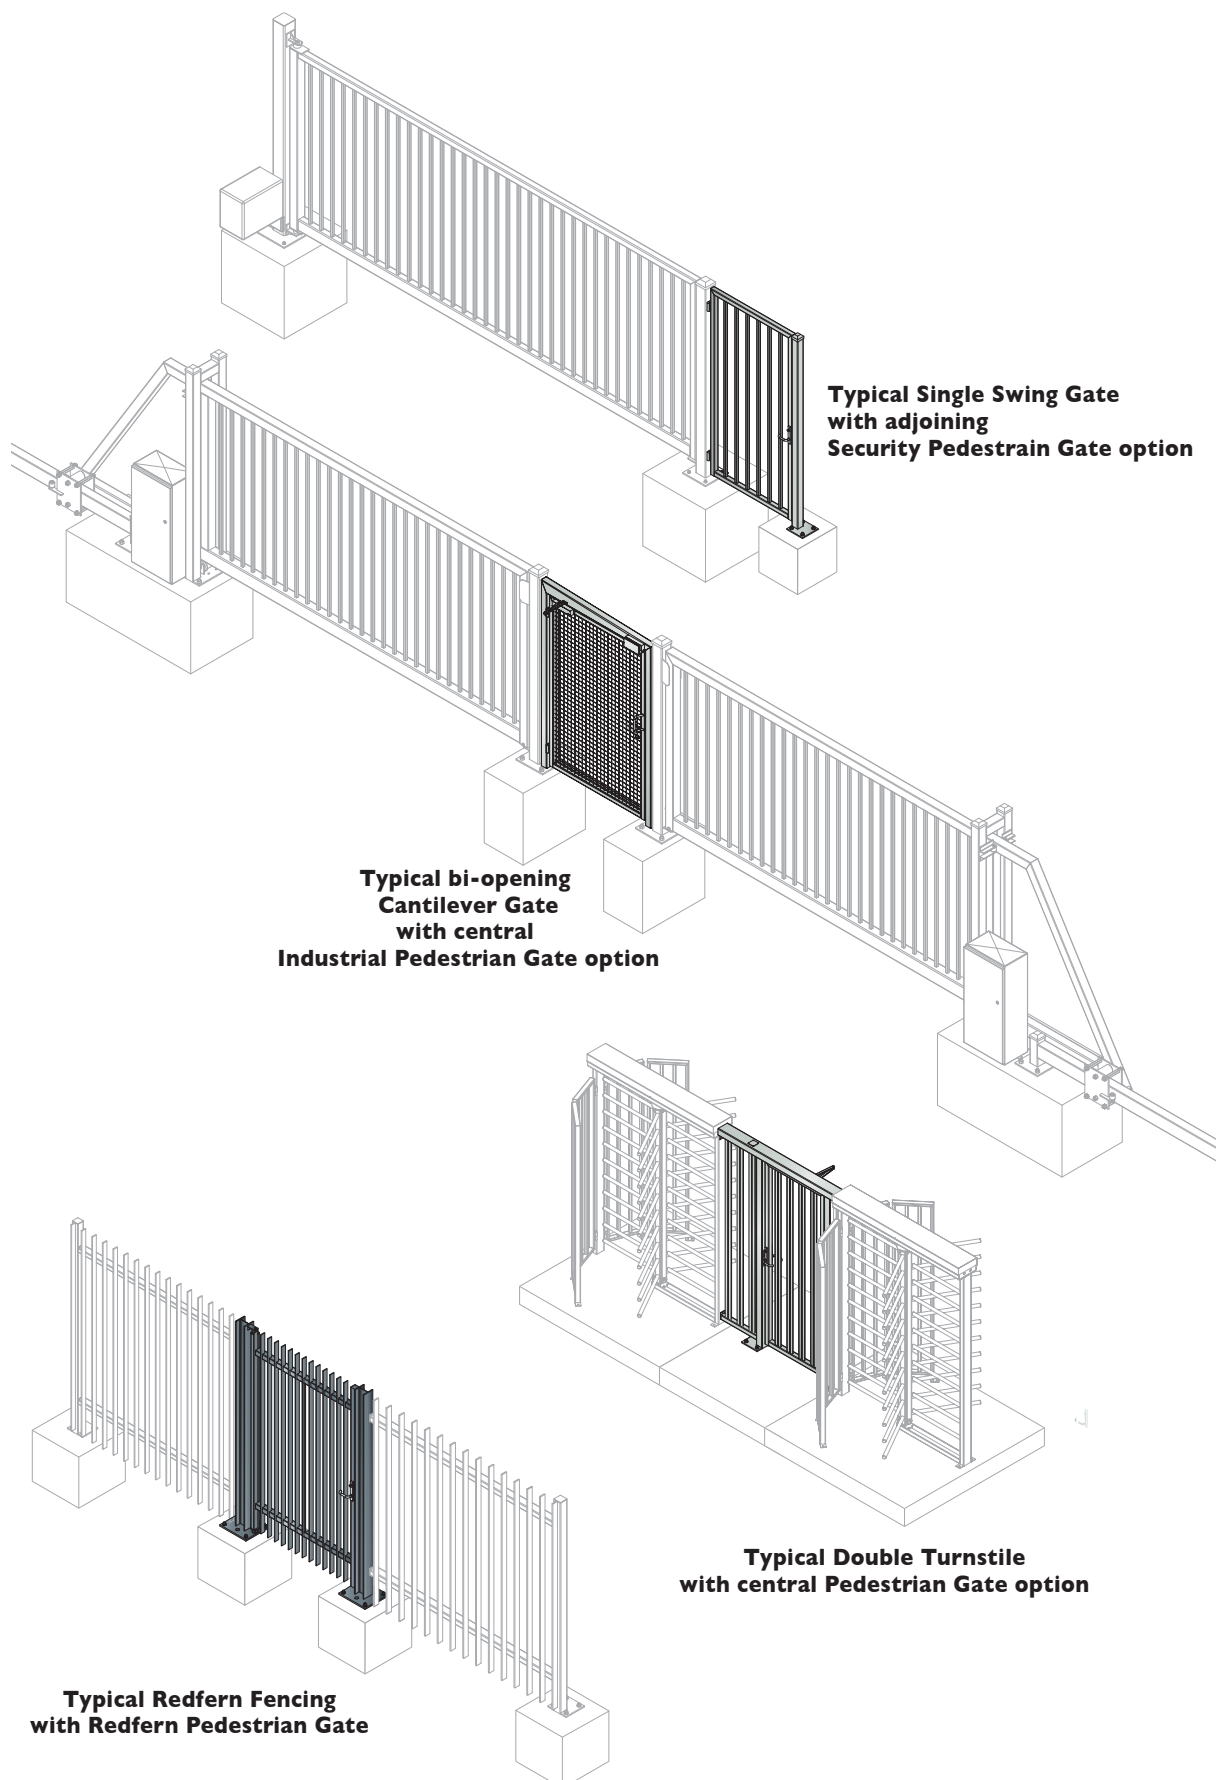 Typical Single Swing Gate
with adjoining
Security Pedestrain Gate option
Typical bi-opening
Cantilever Gate
with central
Industrial Pedestrian Gate option
Typical Double Turnstile
with central Pedestrian Gate option
Typical Redfern Fencing
with Redfern Pedestrian Gate